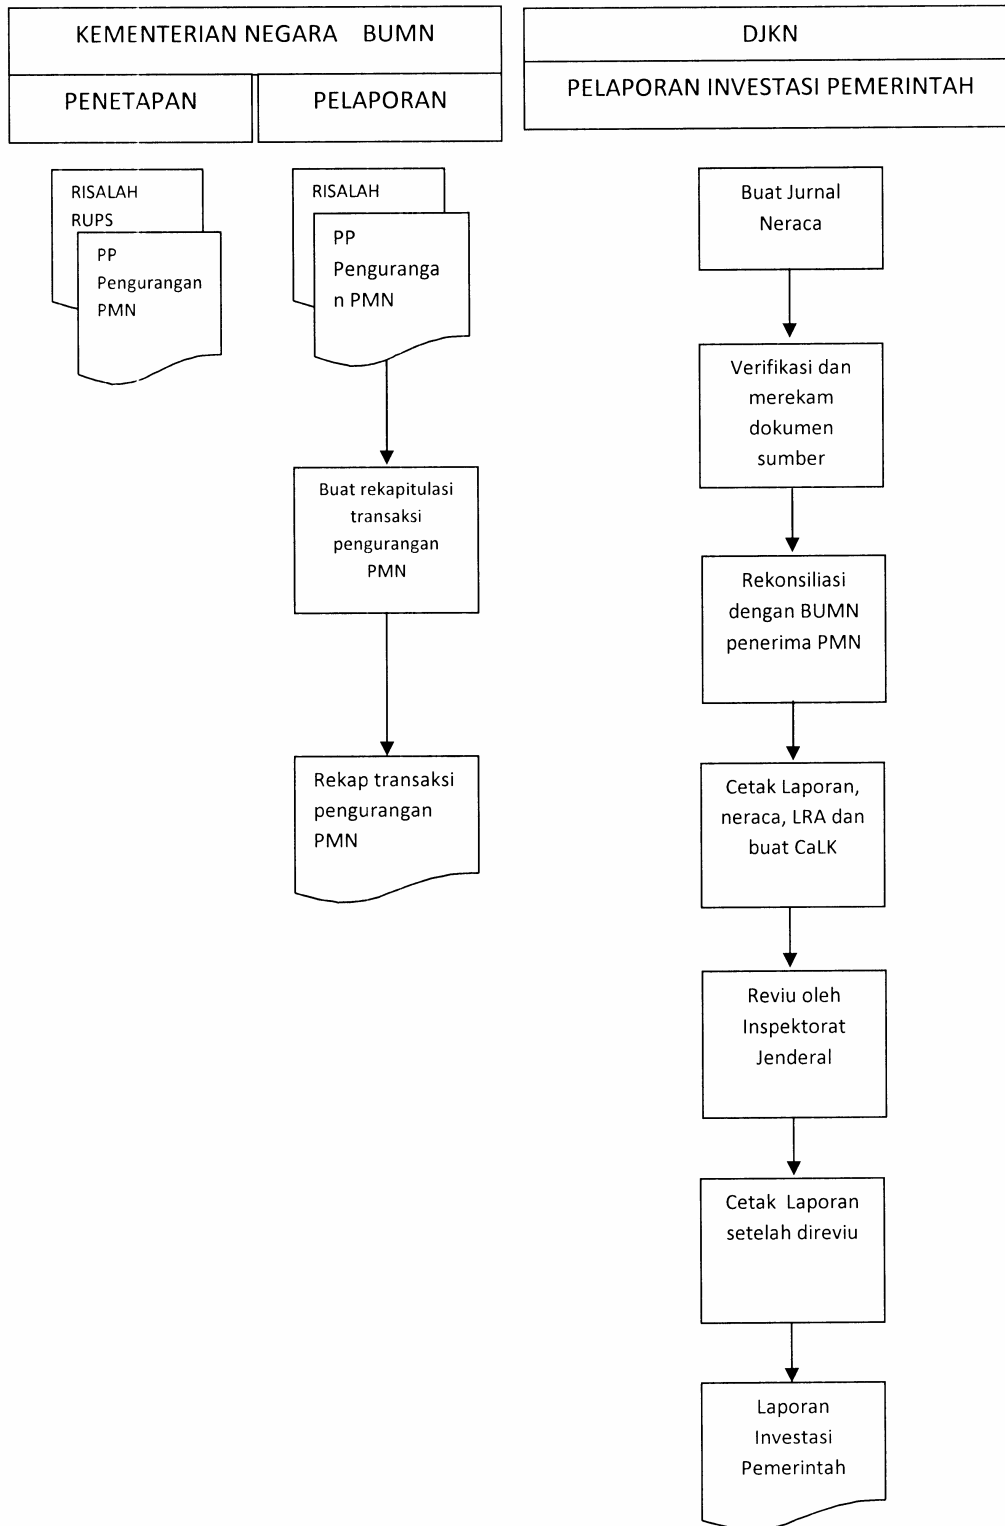 KEMENTERIAN NEGARA BUMN
PENETAPAN
PELAPORAN
RISALAH
RUPS
PP
Pengurangan
PMN
RISALAH
PP
Penguranga
n PMN
Buat rekapitulasi
transaksi
pengurangan
PMN
Rekap transaksi
pengurangan
PMN
DJKN
PELAPORAN INVESTASI PEMERINTAH
Buat Jurnal
Neraca
Verifikasi dan
merekam
dokumen
sumber
Rekonsiliasi
dengan BUMN
penerima PMN
Cetak Laporan,
neraca, LRA dan
buat CaLK
Reviu oleh
Inspektorat
Jenderal
Cetak Laporan
setelah direviu
Laporan
Investasi
Pemerintah